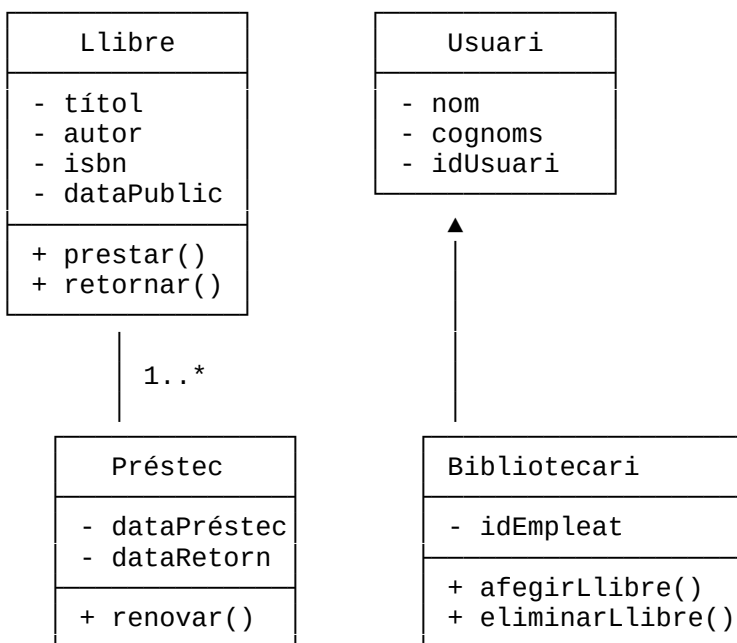 Llibre
- títol
- autor
- isbn
- dataPublic
+ prestar()
+ retornar()
1..*
Usuari
- nom
- cognoms
- idUsuari
Préstec
- dataPréstec
- dataRetorn
+ renovar()
Bibliotecari
- idEmpleat
+ afegirLlibre()
+ eliminarLlibre()